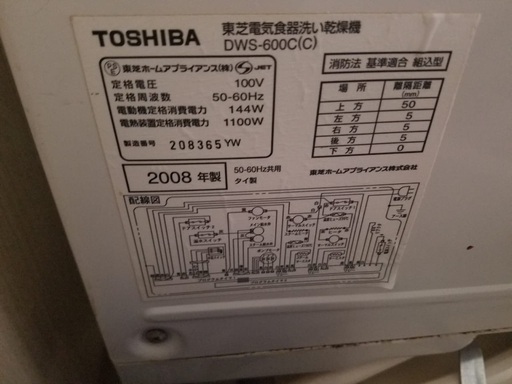 TOSHIBA
東芝電気食器洗い乾燥機
DWS-600C(C)
東芝ホームアプライアンス(株) JET
定格電圧 100V
定格周波数 50-60Hz
電動機定格消費電力 144W
電熱装置定格消費電力 1100W
製造番号 208365 YW
消防法 基準適合 組込型
場所 離隔距離(mm)
上方 50
左方 5
右方 5
後方 5
下方 0
2008 年製
50-60Hz共用
タイ製
東芝ホームアプライアンス株式会社
配線図